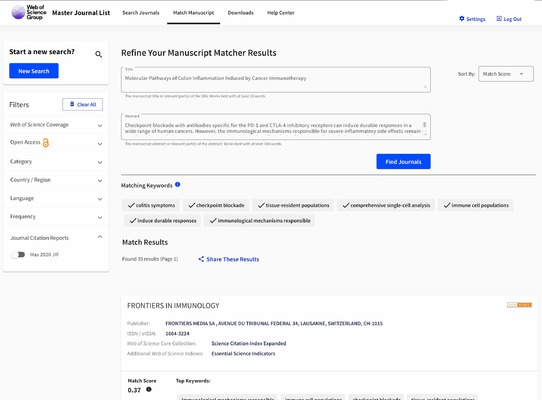 Web of Science Group
Master Journal List
Search Journals
Match Manuscript
Downloads
Help Center
Settings
Log Out
Start a new search?
New Search
Filters
Clear All
Web of Science Coverage
Open Access
Category
Country / Region
Language
Frequency
Journal Citation Reports
Has 2020 JIF
Refine Your Manuscript Matcher Results
Title
Molecular Pathways of Colon Inflammation Induced by Cancer Immunotherapy
The manuscript title or relevant part(s) of the title. Works best with at least 10 words.
Sort By:
Match Score
Abstract
Checkpoint blockade with antibodies specific for the PD-1 and CTLA-4 inhibitory receptors can induce durable responses in a
wide range of human cancers. However, the immunological mechanisms responsible for severe inflammatory side effects remain
The manuscript abstract or relevant part(s) of the abstract. Works best with at least 100 words.
Find Journals
Matching Keywords
colitis symptoms
checkpoint blockade
tissue-resident populations
comprehensive single-cell analysis
immune cell populations
induce durable responses
immunological mechanisms responsible
Match Results
Found 35 results (Page 1)
Share These Results
FRONTIERS IN IMMUNOLOGY
Publisher: FRONTIERS MEDIA SA , AVENUE DU TRIBUNAL FEDERAL 34, LAUSANNE, SWITZERLAND, CH-1015
ISSN / eISSN: 1664-3224
Web of Science Core Collection: Science Citation Index Expanded
Additional Web of Science Indexes: Essential Science Indicators
Match Score
0.37
Top Keywords:
immunological mechanisms responsible
immune cell populations
checkpoint blockade
tissue-resident populations